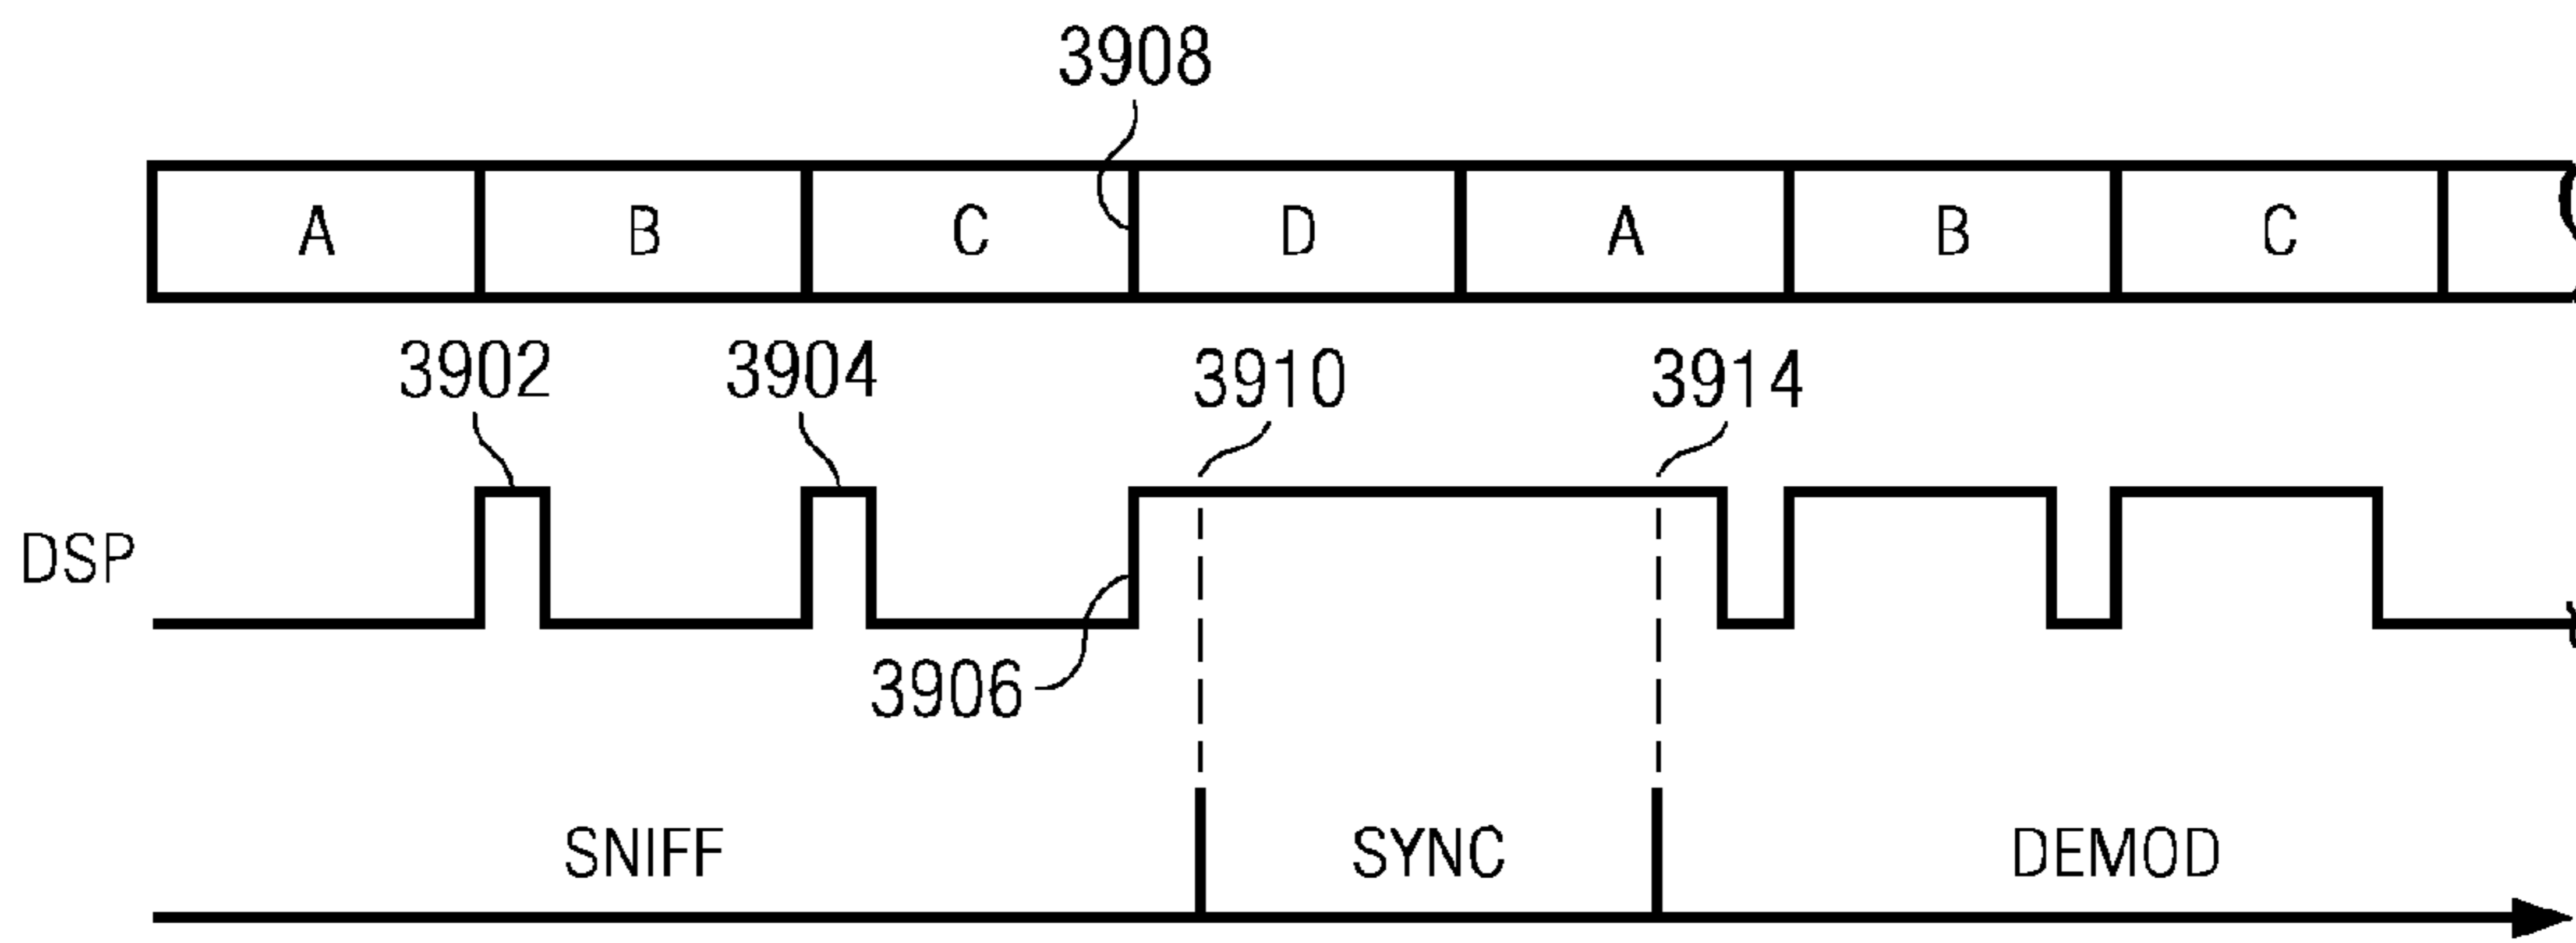 3908
A B C D A B C
3902 3904 3910 3914
DSP
3906
SNIFF SYNC DEMOD